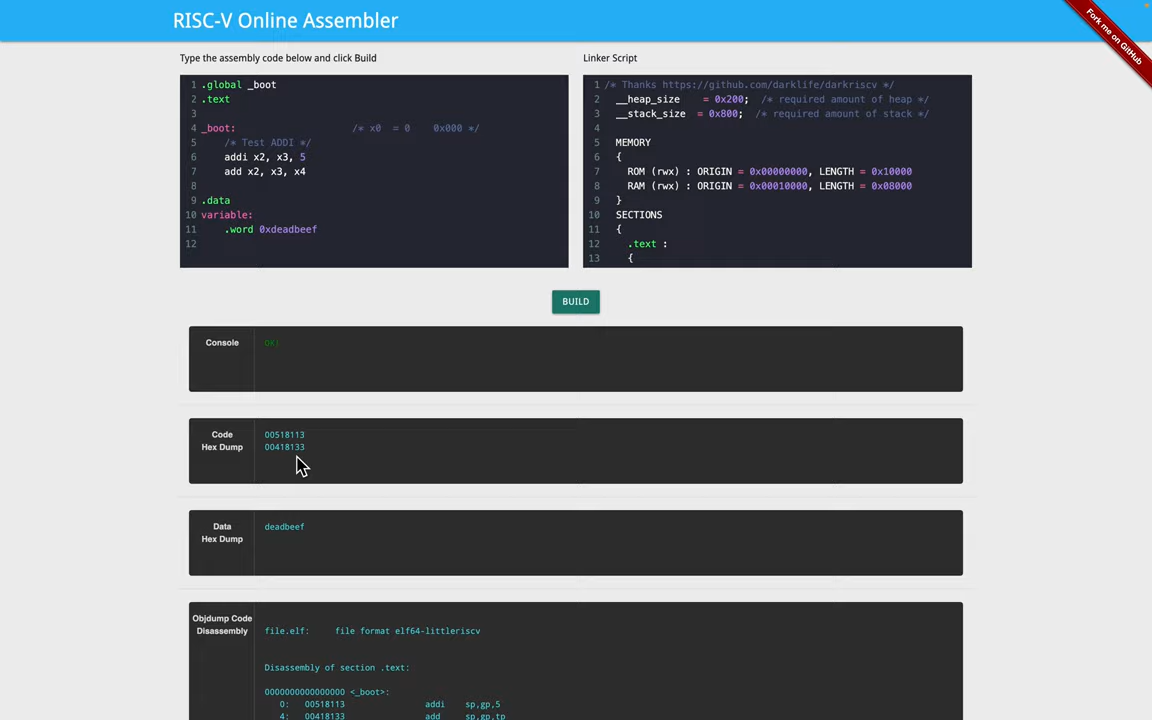 RISC-V Online Assembler
Fork me on GitHub
Type the assembly code below and click Build
1 .global _boot
2 .text
3
4 _boot: /* x0 = 0 0x000 */
5 /* Test ADDI */
6 addi x2, x3, 5
7 add x2, x3, x4
8
9 .data
10 variable:
11 .word 0xdeadbeef
12
Linker Script
1 /* Thanks https://github.com/darklife/darkriscv */
2 __heap_size = 0x200; /* required amount of heap */
3 __stack_size = 0x800; /* required amount of stack */
4
5 MEMORY
6 {
7 ROM (rwx) : ORIGIN = 0x00000000, LENGTH = 0x10000
8 RAM (rwx) : ORIGIN = 0x00010000, LENGTH = 0x08000
9 }
10 SECTIONS
11 {
12 .text :
13 {
BUILD
Console
OK!
Code
Hex Dump
00518113
00418133
Data
Hex Dump
deadbeef
Objdump Code
Disassembly
file.elf: file format elf64-littleriscv
Disassembly of section .text:
0000000000000000 <_boot>:
0: 00518113 addi sp,gp,5
4: 00418133 add sp,gp,tp